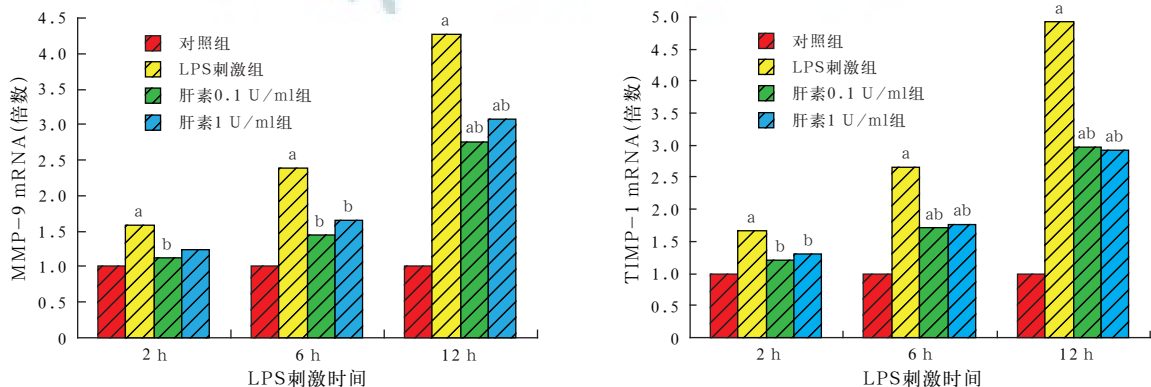 4.5
4.0
3.5
3.0
2.5
2.0
1.5
1.0
0.5
0
MMP-9 mRNA(倍数)
对照组
LPS刺激组
肝素0.1 U/ml组
肝素1 U/ml组
a
b
a
b
b
a
ab
ab
2 h
6 h
12 h
LPS刺激时间
5.0
4.5
4.0
3.5
3.0
2.5
2.0
1.5
1.0
0.5
0
TIMP-1 mRNA(倍数)
对照组
LPS刺激组
肝素0.1 U/ml组
肝素1 U/ml组
a
b
b
a
ab
ab
a
ab
ab
2 h
6 h
12 h
LPS刺激时间